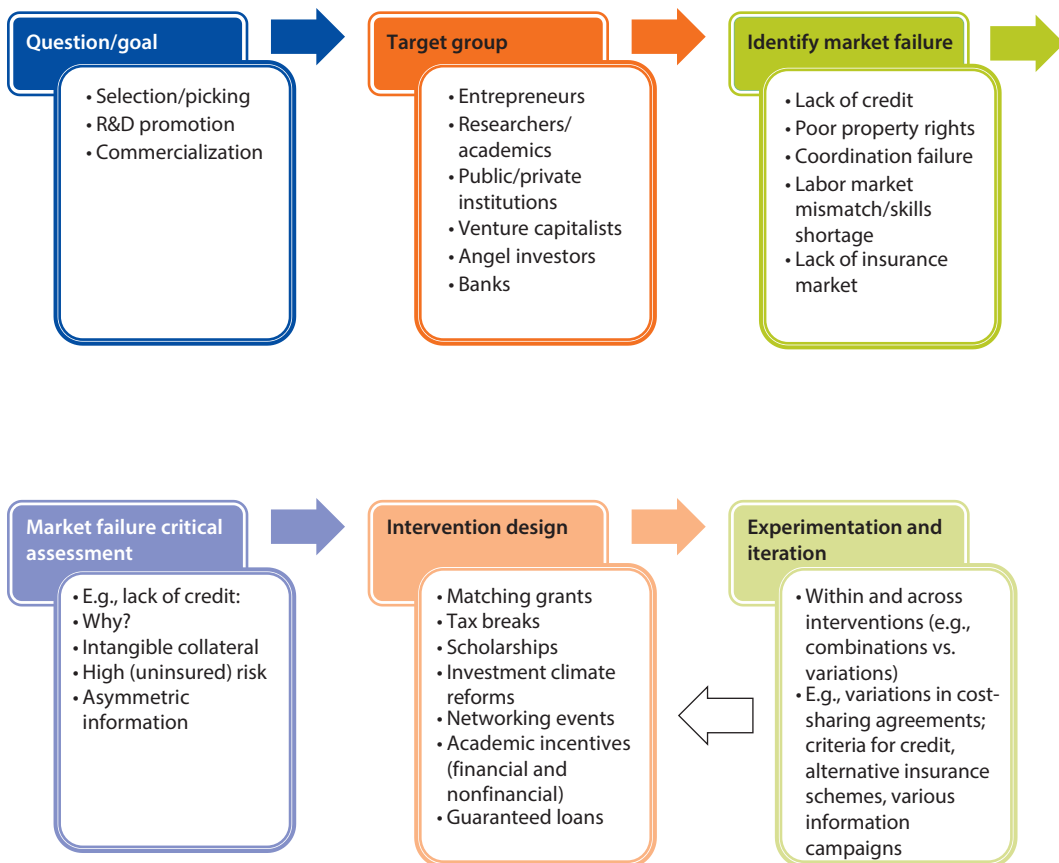 Question/goal
• Selection/picking
• R&D promotion
• Commercialization
Target group
• Entrepreneurs
• Researchers/
academics
• Public/private
institutions
• Venture capitalists
• Angel investors
• Banks
Identify market failure
• Lack of credit
• Poor property rights
• Coordination failure
• Labor market
mismatch/skills
shortage
• Lack of insurance
market
Market failure critical
assessment
• E.g., lack of credit:
• Why?
• Intangible collateral
• High (uninsured) risk
• Asymmetric
information
Intervention design
• Matching grants
• Tax breaks
• Scholarships
• Investment climate
reforms
• Networking events
• Academic incentives
(financial and
nonfinancial)
• Guaranteed loans
Experimentation and
iteration
• Within and across
interventions (e.g.,
combinations vs.
variations)
• E.g., variations in cost-
sharing agreements;
criteria for credit,
alternative insurance
schemes, various
information
campaigns